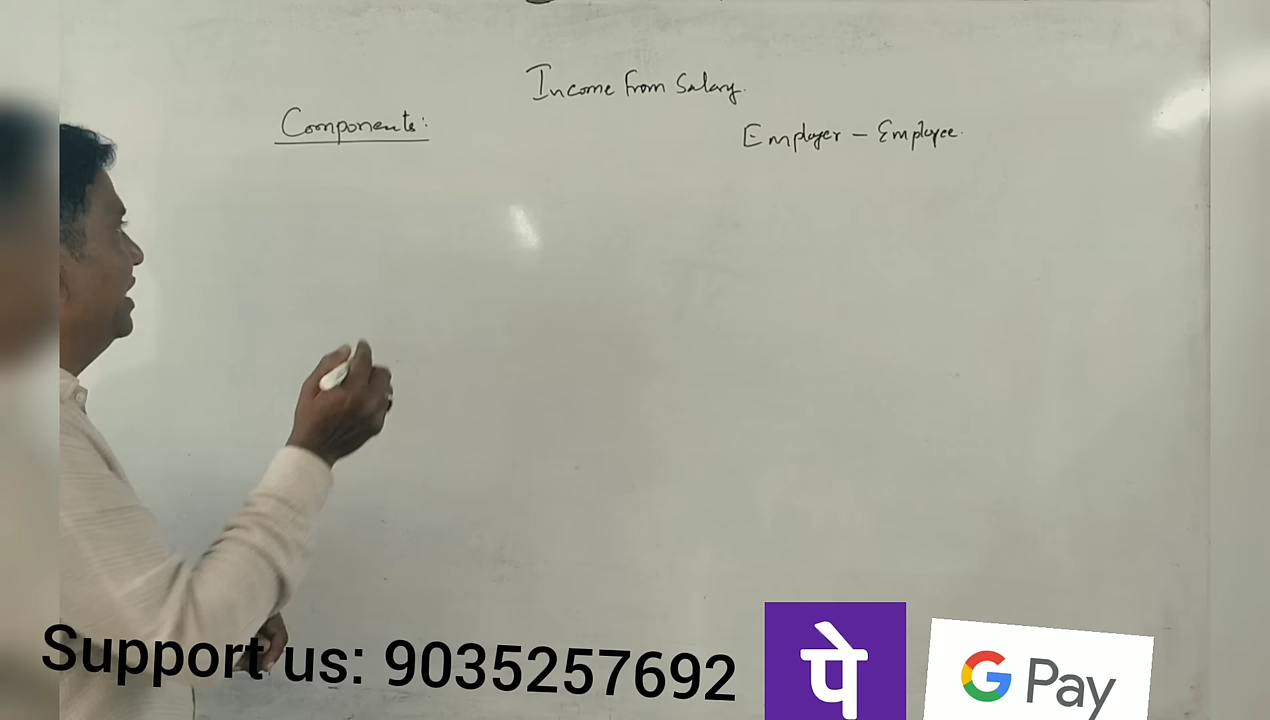 Income From Salary.
Components:
Employer – Employee.
Support us: 9035257692
पे
G Pay